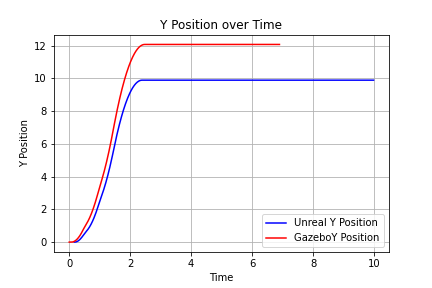 Y Position over Time
12
10
8
6
4
2
0
Y Position
0 2 4 6 8 10
Time
Unreal Y Position
GazeboY Position